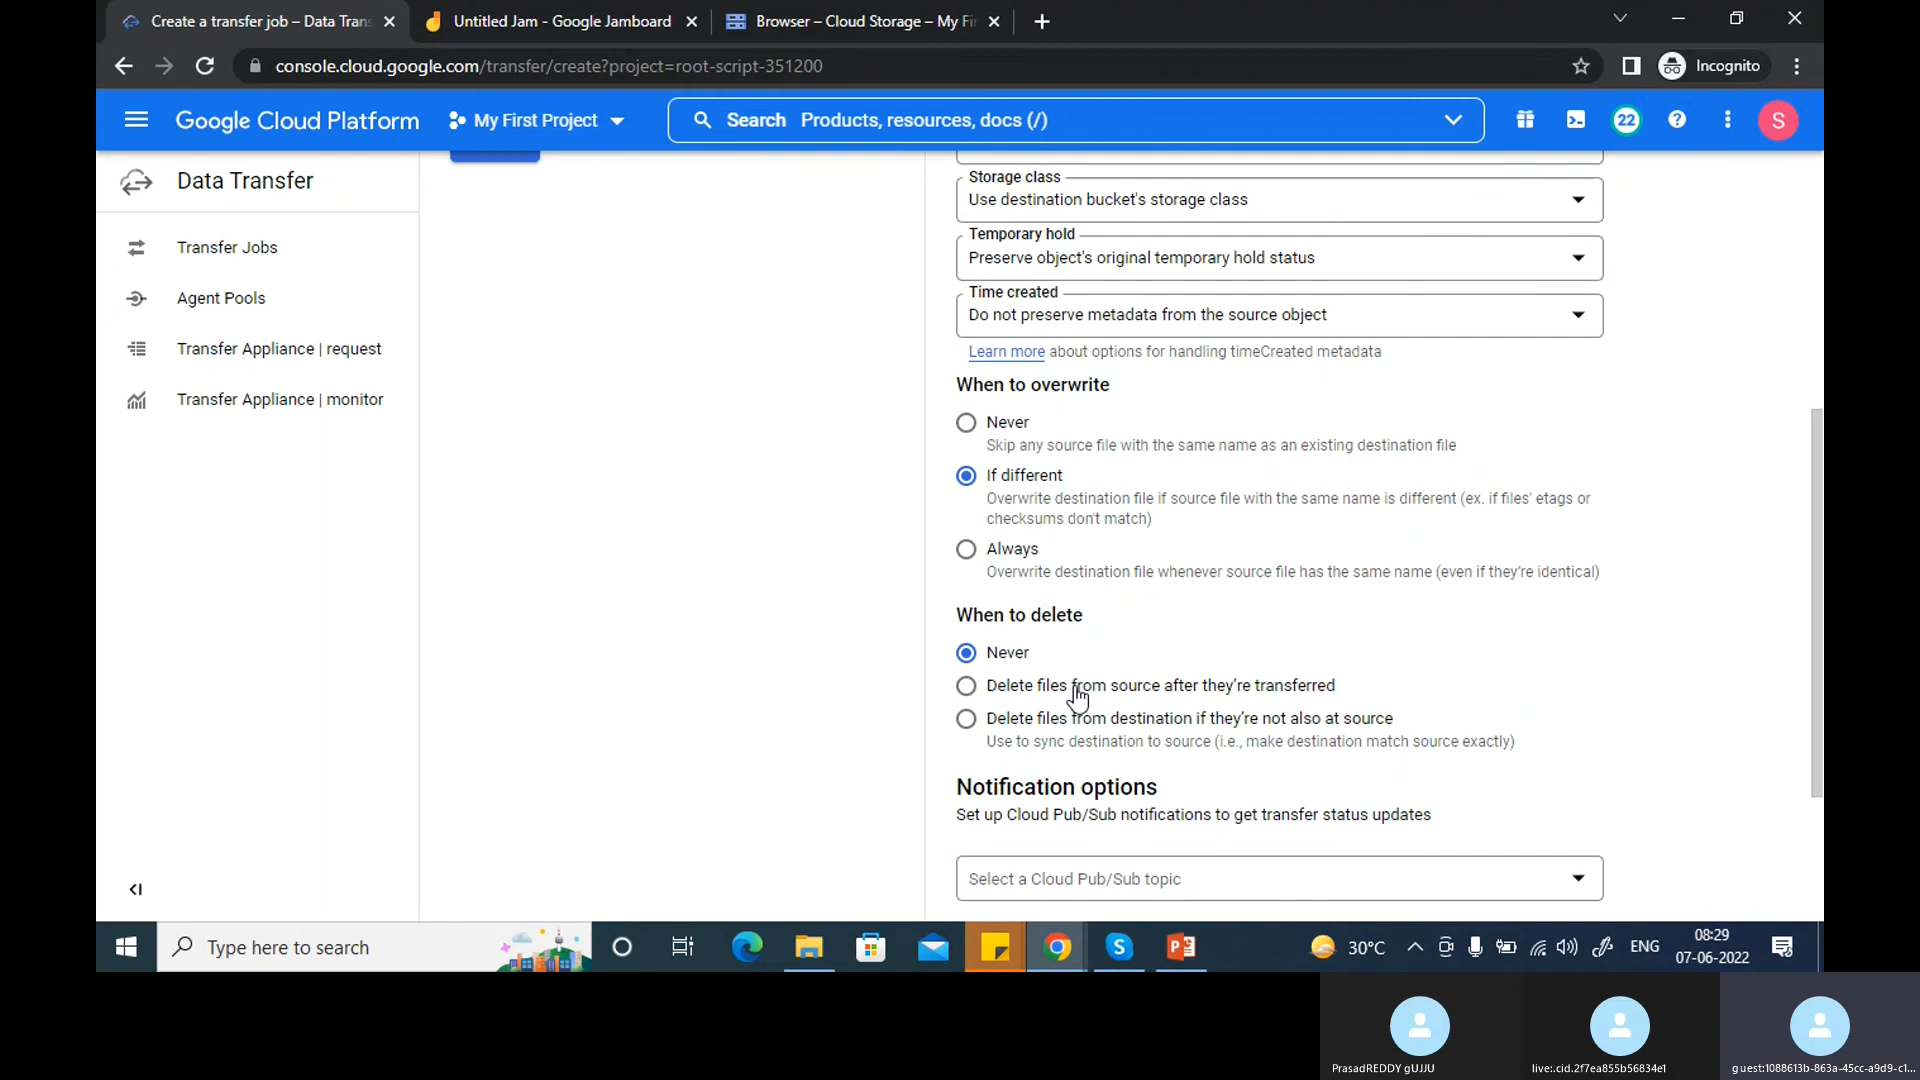 Create a transfer job – Data Trans
Untitled Jam - Google Jamboard
Browser – Cloud Storage – My Fi
console.cloud.google.com/transfer/create?project=root-script-351200
Incognito
Google Cloud Platform
My First Project
Search Products, resources, docs (/)
22
S
Data Transfer
Transfer Jobs
Agent Pools
Transfer Appliance | request
Transfer Appliance | monitor
Storage class
Use destination bucket's storage class
Temporary hold
Preserve object's original temporary hold status
Time created
Do not preserve metadata from the source object
Learn more about options for handling timeCreated metadata
When to overwrite
Never
Skip any source file with the same name as an existing destination file
If different
Overwrite destination file if source file with the same name is different (ex. if files' etags or
checksums don't match)
Always
Overwrite destination file whenever source file has the same name (even if they're identical)
When to delete
Never
Delete files from source after they're transferred
Delete files from destination if they're not also at source
Use to sync destination to source (i.e., make destination match source exactly)
Notification options
Set up Cloud Pub/Sub notifications to get transfer status updates
Select a Cloud Pub/Sub topic
Type here to search
30°C
ENG
08:29
07-06-2022
PrasadREDDY gUJJU
live:.cid.2f7ea855b56834e1
guest:1088613b-863a-45cc-a9d9-c1...